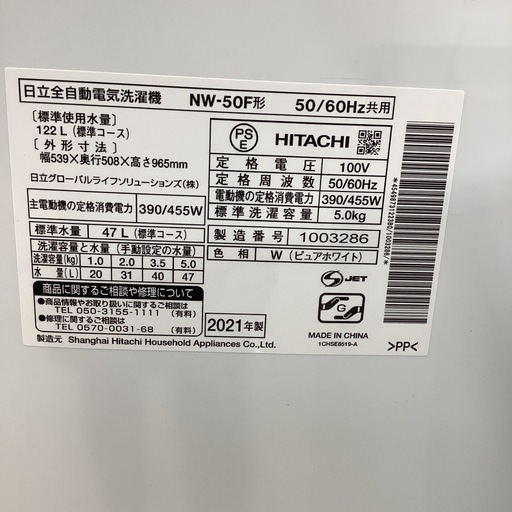 日立全自動電気洗濯機 NW-50F形 50/60Hz共用
〔標準使用水量〕
122 L (標準コース)
〔外形寸法〕
幅539×奥行508×高さ965mm
日立グローバルライフソリューションズ(株)
主電動機の定格消費電力 390/455W
標準水量 47 L (標準コース)
洗濯容量と水量 (手動設定の水量)
洗濯容量(kg) 1.0 2.0 3.5 5.0
水量(L) 20 31 40 47
商品に関するご相談や修理について
●商品情報やお取り扱いに関するご相談
TEL 050-3155-1111 (有料)
●修理に関するご相談
TEL 0570-0031-68 (有料)
2021年製
製造元 Shanghai Hitachi Household Appliances Co.,Ltd.
PS
E
HITACHI
定格電圧 100V
定格周波数 50/60Hz
電動機の定格消費電力 390/455W
標準洗濯容量 5.0kg
製造番号 1003286
色相 W (ピュアホワイト)
S JET
G
MADE IN CHINA
1CHSE8519-A
>PP<